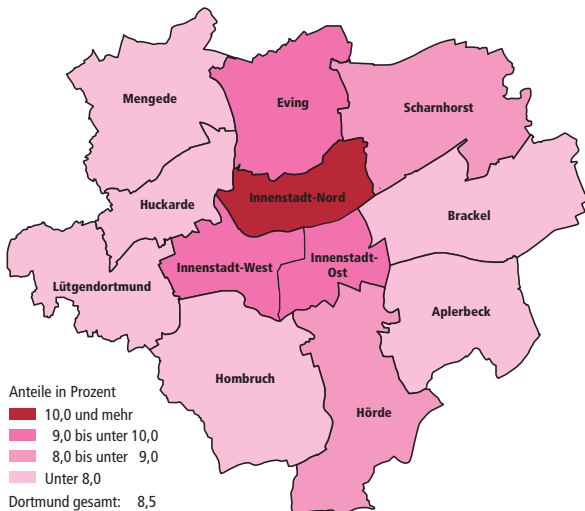 Mengede
Eving
Scharnhorst
Huckarde
Innenstadt-Nord
Brackel
Lütgendortmund
Innenstadt-West
Innenstadt-
Ost
Aplerbeck
Hombruch
Hörde
Anteile in Prozent
10,0 und mehr
9,0 bis unter 10,0
8,0 bis unter 9,0
Unter 8,0
Dortmund gesamt: 8,5